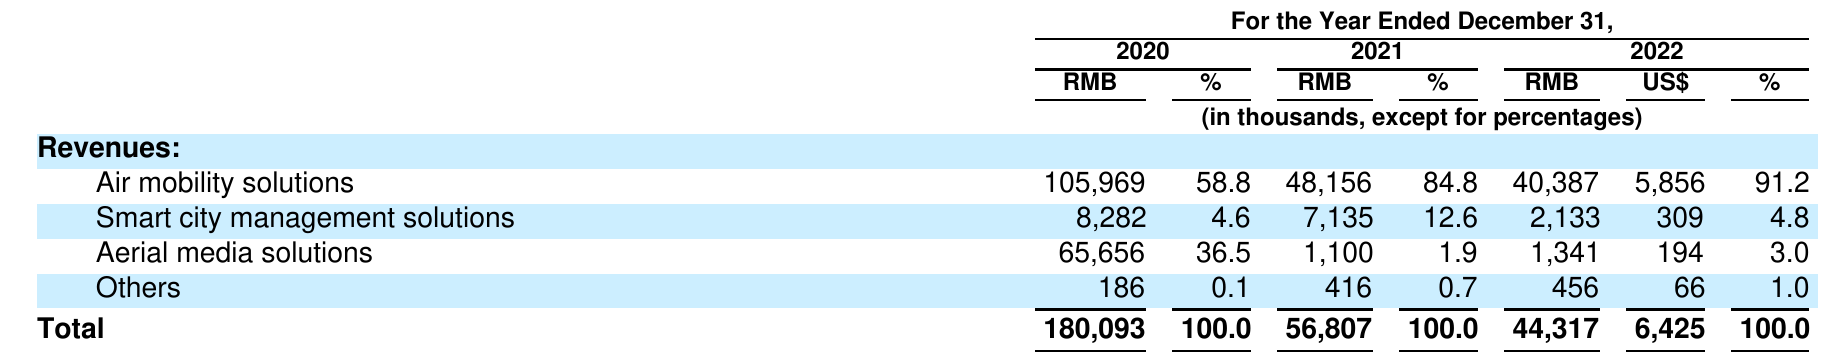 For the Year Ended December 31,
2020 2021 2022
RMB % RMB % RMB US$ %
(in thousands, except for percentages)
Revenues:
Air mobility solutions 105,969 58.8 48,156 84.8 40,387 5,856 91.2
Smart city management solutions 8,282 4.6 7,135 12.6 2,133 309 4.8
Aerial media solutions 65,656 36.5 1,100 1.9 1,341 194 3.0
Others 186 0.1 416 0.7 456 66 1.0
Total 180,093 100.0 56,807 100.0 44,317 6,425 100.0